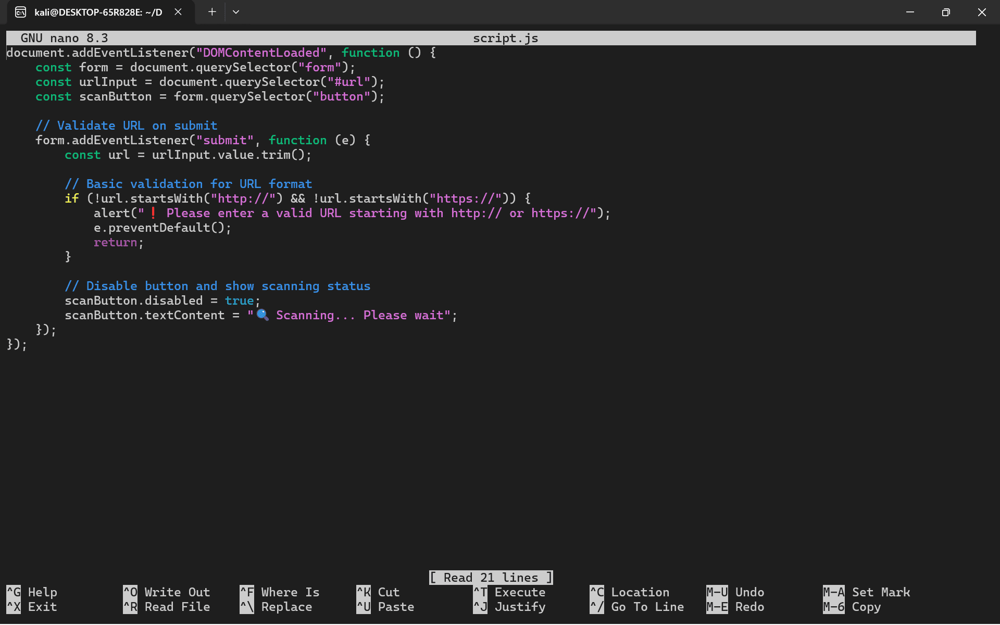 kali@DESKTOP-65R828E: ~/D
GNU nano 8.3 script.js
document.addEventListener("DOMContentLoaded", function () {
    const form = document.querySelector("form");
    const urlInput = document.querySelector("#url");
    const scanButton = form.querySelector("button");

    // Validate URL on submit
    form.addEventListener("submit", function (e) {
        const url = urlInput.value.trim();

        // Basic validation for URL format
        if (!url.startsWith("http://") && !url.startsWith("https://")) {
            alert("❗ Please enter a valid URL starting with http:// or https://");
            e.preventDefault();
            return;
        }

        // Disable button and show scanning status
        scanButton.disabled = true;
        scanButton.textContent = "🔍 Scanning... Please wait";
    });
});
[ Read 21 lines ]
^G Help ^O Write Out ^F Where Is ^K Cut ^T Execute ^C Location M-U Undo M-A Set Mark
^X Exit ^R Read File ^\ Replace ^U Paste ^J Justify ^/ Go To Line M-E Redo M-6 Copy